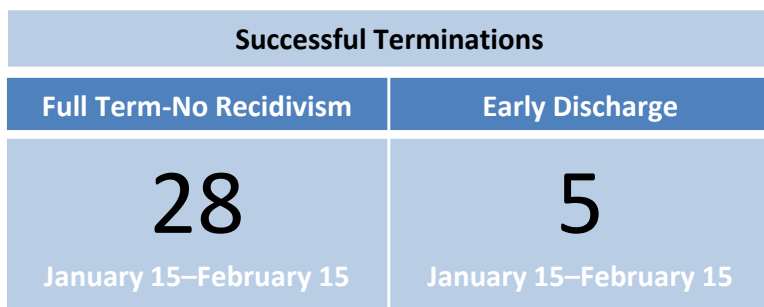 Successful Terminations
Full Term-No Recidivism
Early Discharge
28
5
January 15–February 15
January 15–February 15